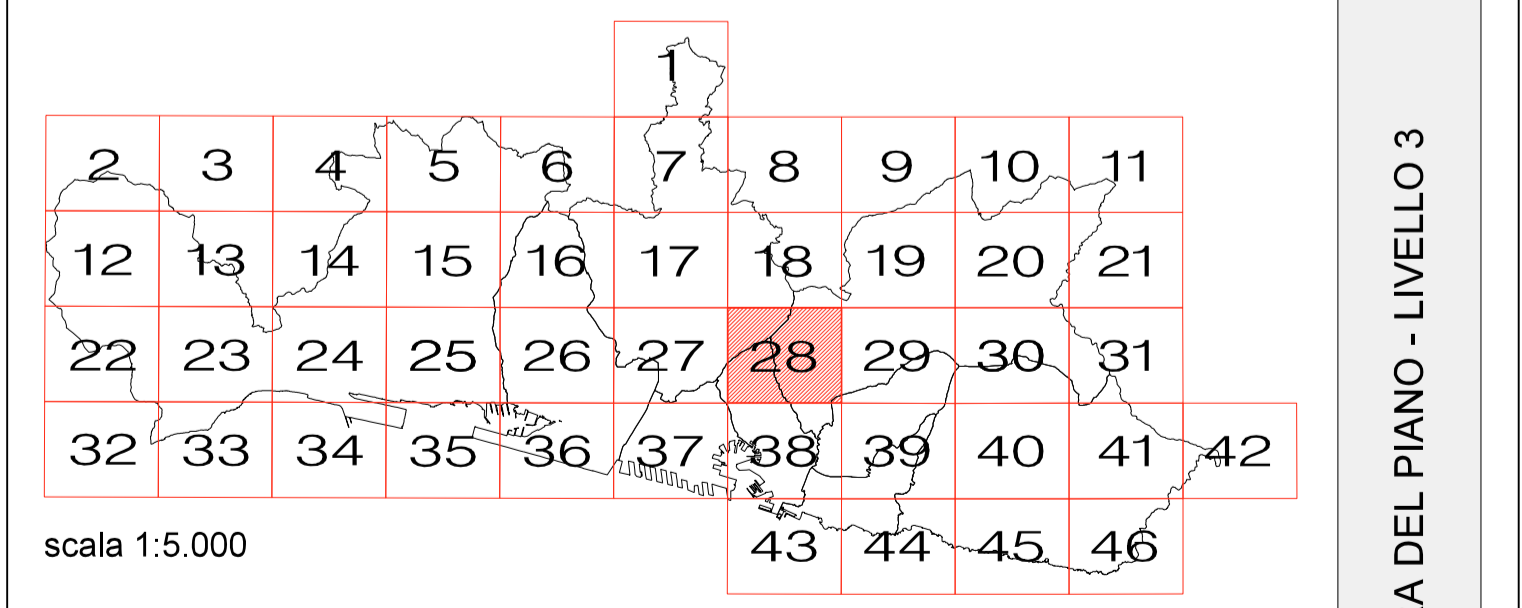 1
2 3 4 5 6 7 8 9 10 11
12 13 14 15 16 17 18 19 20 21
22 23 24 25 26 27 28 29 30 31
32 33 34 35 36 37 38 39 40 41 42
43 44 45 46
scala 1:5.000
A DEL PIANO - LIVELLO 3